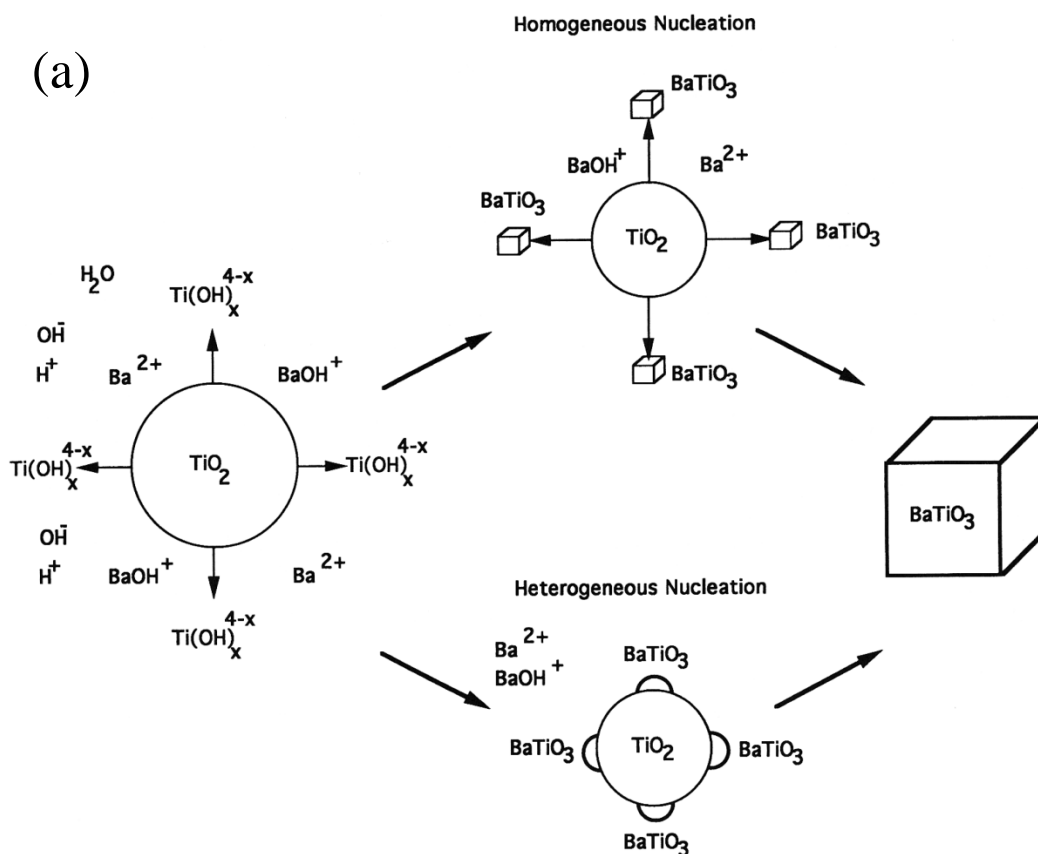 (a)
Homogeneous Nucleation
BaTiO3
BaOH+
Ba2+
BaTiO3
TiO2
BaTiO3
BaTiO3
H2O
Ti(OH)x4-x
OH-
H+
Ba2+
BaOH+
Ti(OH)x4-x
TiO2
Ti(OH)x4-x
OH-
H+
BaOH+
Ba2+
Ti(OH)x4-x
BaTiO3
Heterogeneous Nucleation
Ba2+
BaOH+
BaTiO3
BaTiO3
TiO2
BaTiO3
BaTiO3